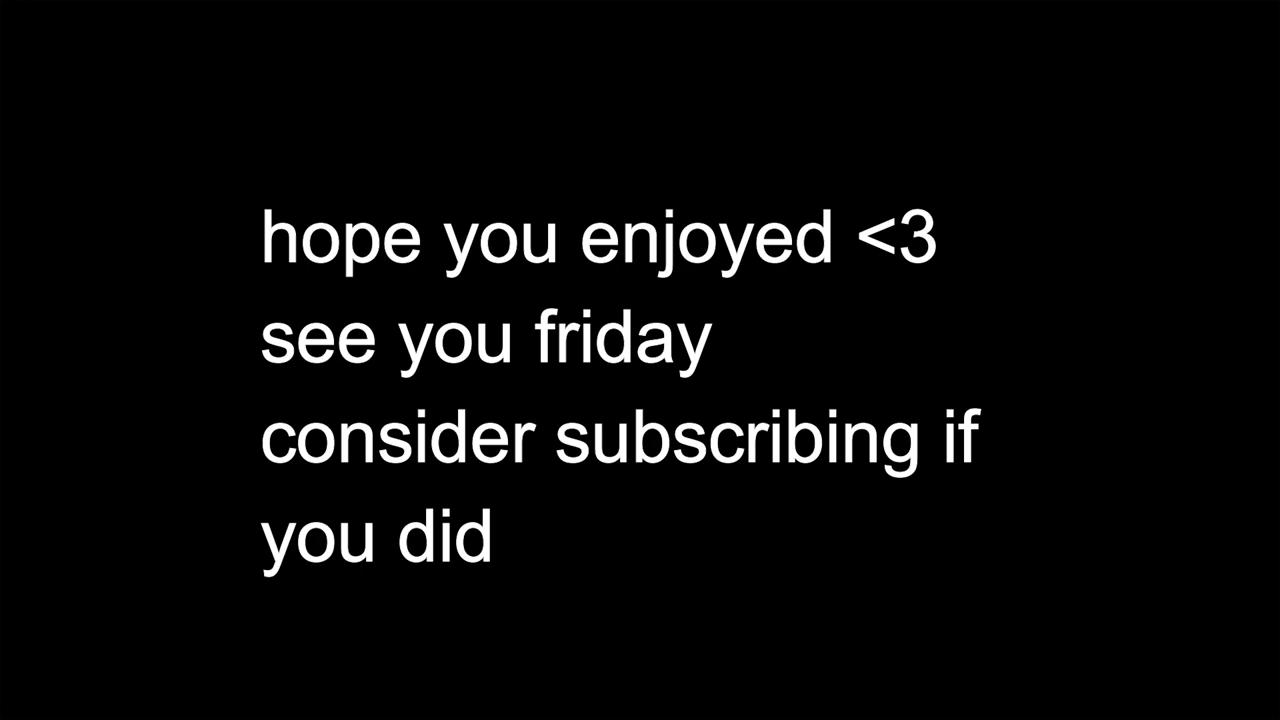 hope you enjoyed <3
see you friday
consider subscribing if
you did